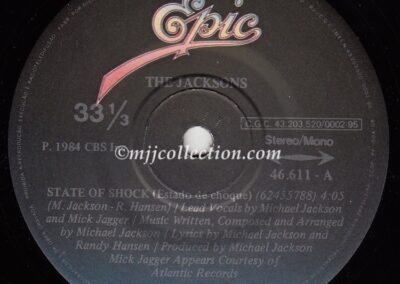 Epic
THE JACKSONS
33 1/3
C.G.C. 43.203.520/0002-95
P. 1984 CBS
Stereo/Mono
©mjjcollection.com
46.611 - A
STATE OF SHOCK (Estado de choque) (62455788) 4:05
[M. Jackson - R. Hansen] / Lead Vocals by Michael Jackson
and Mick Jagger / Music Written, Composed and Arranged
by Michael Jackson / Lyrics by Michael Jackson and
Randy Hansen / Produced by Michael Jackson
Mick Jagger Appears Courtesy of
Atlantic Records